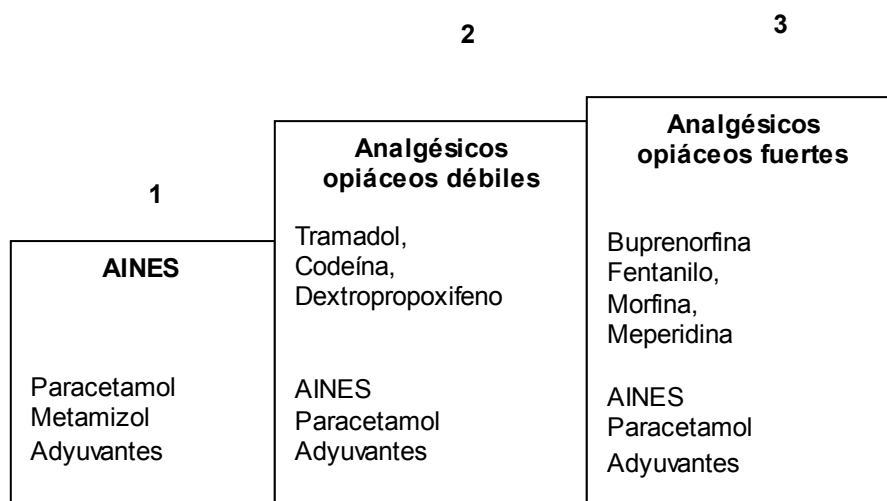 1
AINES
Paracetamol
Metamizol
Adyuvantes
2
Analgésicos
opiáceos débiles
Tramadol,
Codeína,
Dextropropoxifeno
AINES
Paracetamol
Adyuvantes
3
Analgésicos
opiáceos fuertes
Buprenorfina
Fentanilo,
Morfina,
Meperidina
AINES
Paracetamol
Adyuvantes